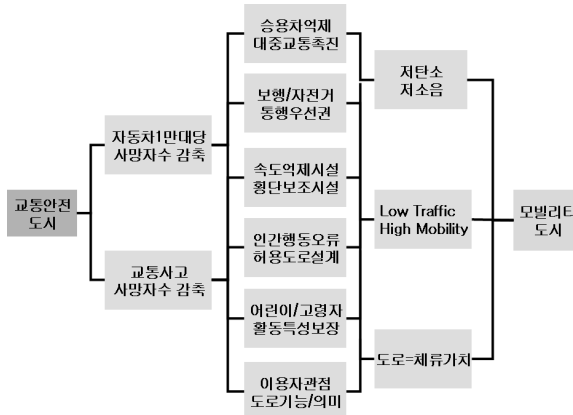 교통안전
도시
자동차1만대당
사망자수 감축
교통사고
사망자수 감축
승용차억제
대중교통촉진
보행/자전거
통행우선권
속도억제시설
횡단보조시설
인간행동오류
허용도로설계
어린이/고령자
활동특성보장
이용자관점
도로기능/의미
저탄소
저소음
Low Traffic
High Mobility
도로=체류가치
모빌리티
도시